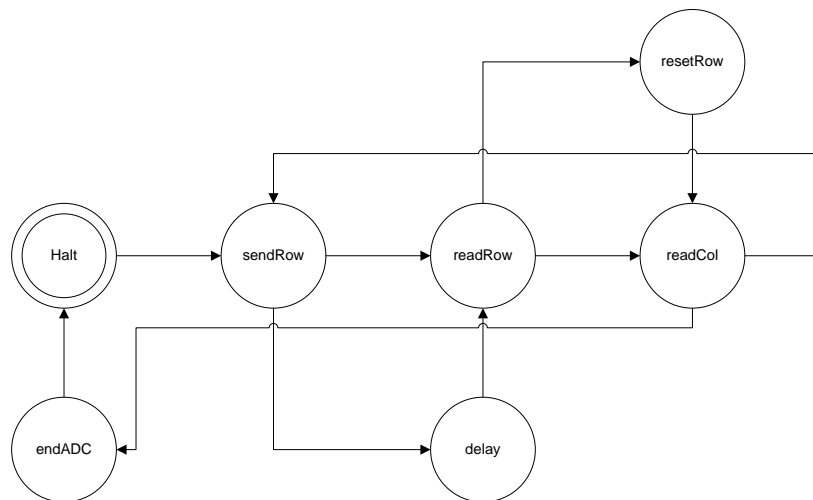 resetRow
Halt
sendRow
readRow
readCol
endADC
delay